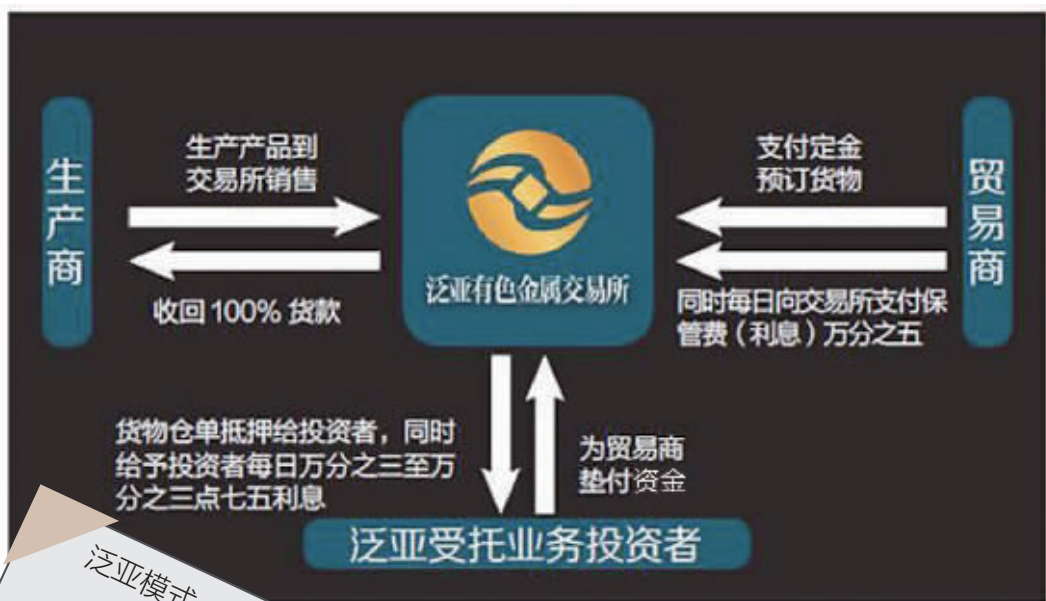 生产商
生产产品到
交易所销售
收回100% 货款
泛亚有色金属交易所
支付定金
预订货物
同时每日向交易所支付保
管费（利息）万分之五
贸易商
货物仓单抵押给投资者，同时
给予投资者每日万分之三至万
分之三点七五利息
为贸易商
垫付资金
泛亚受托业务投资者
泛亚模式